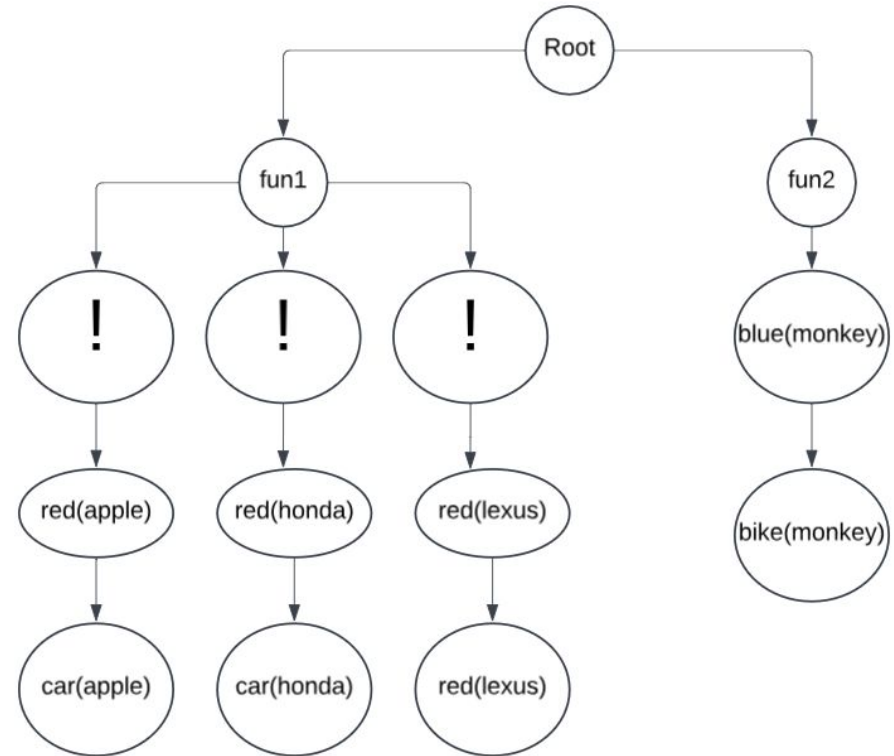 Root
fun1
fun2
!
!
!
blue(monkey)
red(apple)
red(honda)
red(lexus)
bike(monkey)
car(apple)
car(honda)
red(lexus)